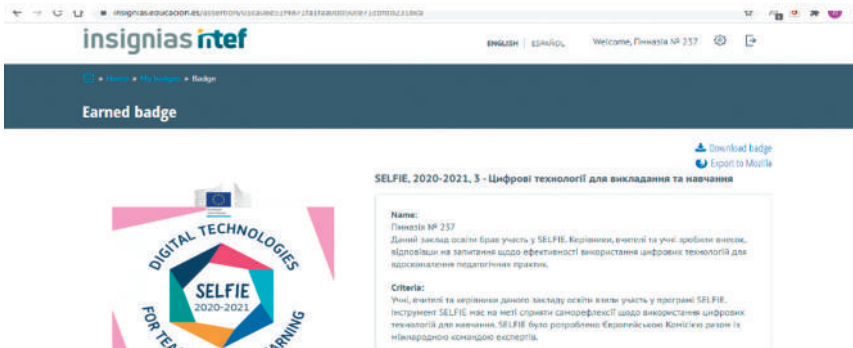 insignias.educacion.es/assertion/
insignias intef
ENGLISH | ESPAÑOL
Welcome, Гімназія № 237
» Home » My badges » Badge
Earned badge
Download badge
Export to Mozilla
SELFIE, 2020-2021, 3 - Цифрові технології для викладання та навчання
DIGITAL TECHNOLOGIES
SELFIE
2020-2021
FOR
Name:
Гімназія № 237
Даний заклад освіти брав участь у SELFIE. Керівники, вчителі та учні зробили внесок,
відповівши на запитання щодо ефективності використання цифрових технологій для
вдосконалення педагогічних практик.
Criteria:
Учні, вчителі та керівники даного закладу освіти взяли участь у програмі SELFIE.
Інструмент SELFIE має на меті сприяти саморефлексії щодо використання цифрових
технологій для навчання. SELFIE було розроблено Європейською Комісією разом із
міжнародною командою експертів.